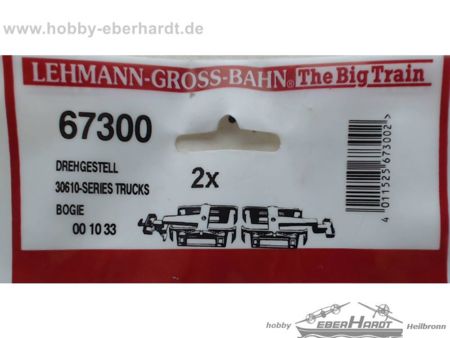 www.hobby-eberhardt.de
LEHMANN-GROSS-BAHN® The Big Train
67300
DREHGESTELL
30610-SERIES TRUCKS
BOGIE
00 10 33
2x
4 011525 673002 >
hobby EBERHARDT Heilbronn